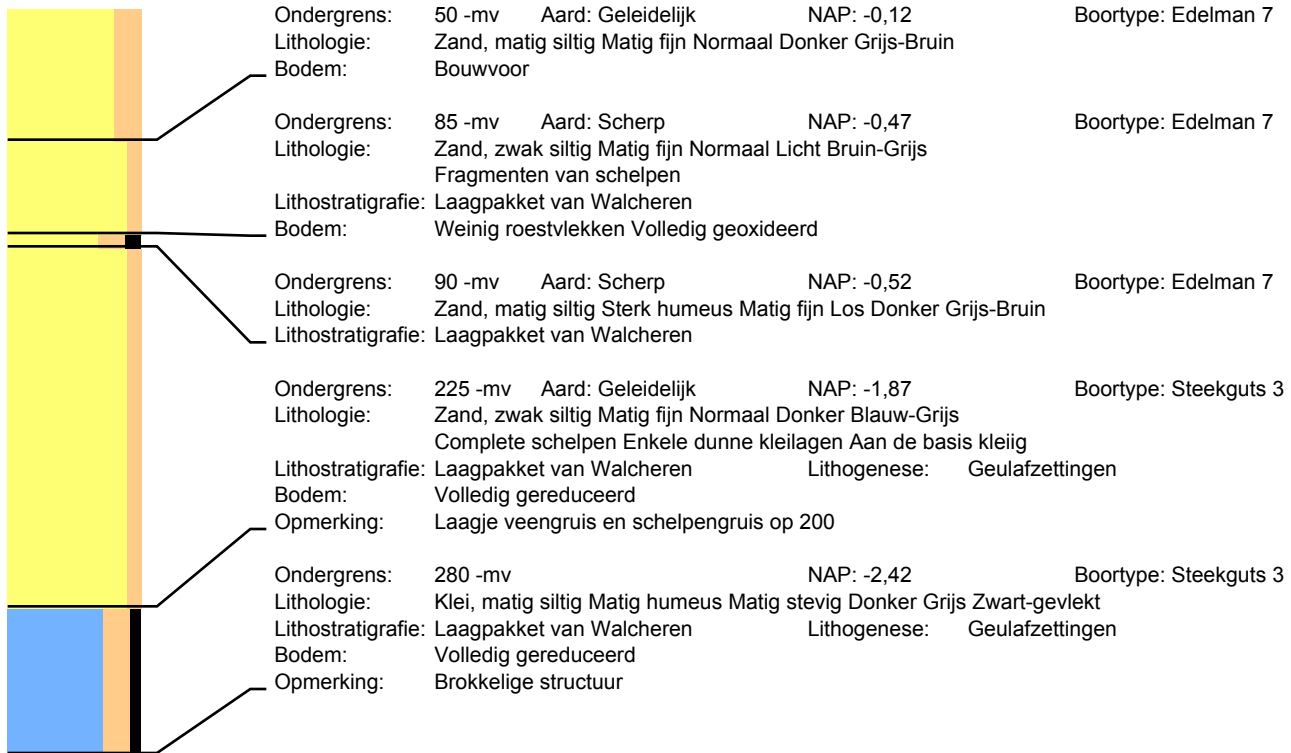 Ondergrens: 50 -mv Aard: Geleidelijk NAP: -0,12 Boortype: Edelman 7
Lithologie: Zand, matig siltig Matig fijn Normaal Donker Grijs-Bruin
Bodem: Bouwvoor
Ondergrens: 85 -mv Aard: Scherp NAP: -0,47 Boortype: Edelman 7
Lithologie: Zand, zwak siltig Matig fijn Normaal Licht Bruin-Grijs
Fragmenten van schelpen
Lithostratigrafie: Laagpakket van Walcheren
Bodem: Weinig roestvlekken Volledig geoxideerd
Ondergrens: 90 -mv Aard: Scherp NAP: -0,52 Boortype: Edelman 7
Lithologie: Zand, matig siltig Sterk humeus Matig fijn Los Donker Grijs-Bruin
Lithostratigrafie: Laagpakket van Walcheren
Ondergrens: 225 -mv Aard: Geleidelijk NAP: -1,87 Boortype: Steekguts 3
Lithologie: Zand, zwak siltig Matig fijn Normaal Donker Blauw-Grijs
Complete schelpen Enkele dunne kleilagen Aan de basis kleiig
Lithostratigrafie: Laagpakket van Walcheren Lithogenese: Geulafzettingen
Bodem: Volledig gereduceerd
Opmerking: Laagje veengruis en schelpengruis op 200
Ondergrens: 280 -mv NAP: -2,42 Boortype: Steekguts 3
Lithologie: Klei, matig siltig Matig humeus Matig stevig Donker Grijs Zwart-gevlekt
Lithostratigrafie: Laagpakket van Walcheren Lithogenese: Geulafzettingen
Bodem: Volledig gereduceerd
Opmerking: Brokkelige structuur